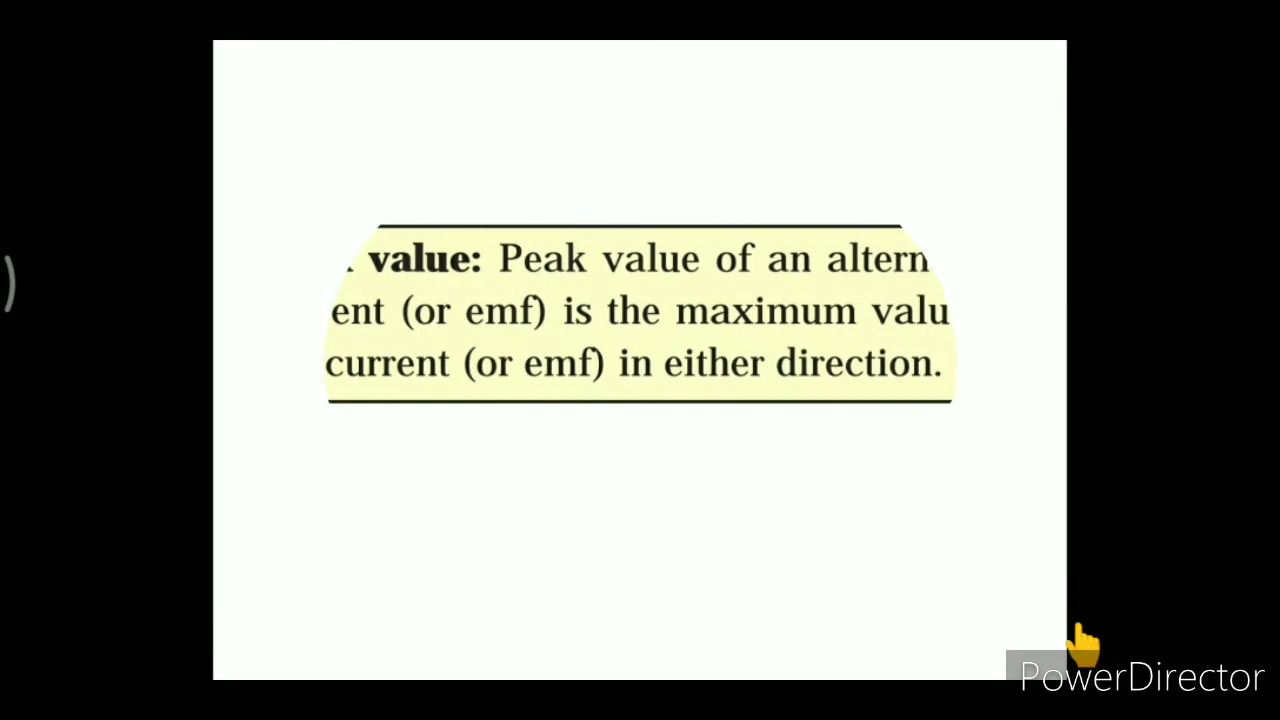 value: Peak value of an altern
ent (or emf) is the maximum valu
current (or emf) in either direction.
PowerDirector